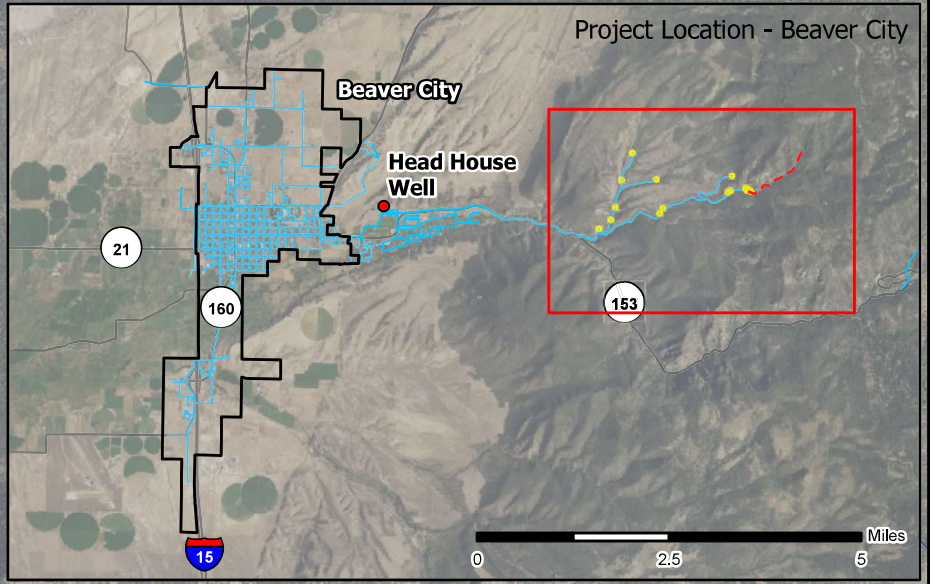 Project Location - Beaver City
Beaver City
Head House
Well
21
160
153
15
Miles
0
2.5
5